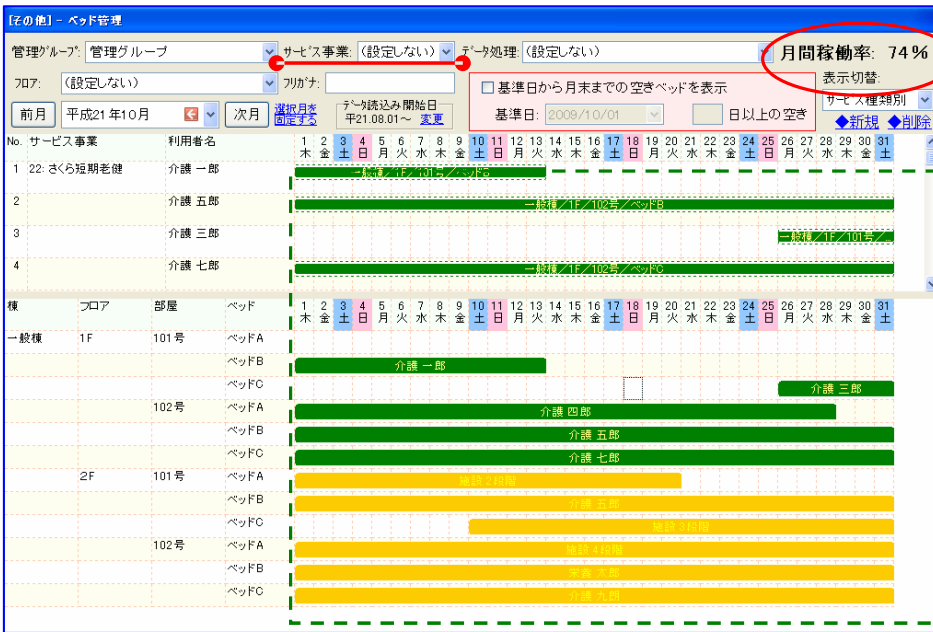 [その他] - ベッド管理
管理グループ: 管理グループ サービス事業: (設定しない) データ処理: (設定しない) 月間稼働率: 74%
フロア: (設定しない) フリガナ: 基準日から月末までの空きベッドを表示 表示切替:
前月 平成21年10月 次月 選択月を固定する データ読込み開始日 平21.08.01～ 変更 基準日: 2009/10/01 日以上の空き サービス種類別
◆新規 ◆削除
No. サービス事業 利用者名 1 2 3 4 5 6 7 8 9 10 11 12 13 14 15 16 17 18 19 20 21 22 23 24 25 26 27 28 29 30 31
木 金 土 日 月 火 水 木 金 土 日 月 火 水 木 金 土 日 月 火 水 木 金 土 日 月 火 水 木 金 土
1 22: さくら短期老健 介護 一郎 一般棟/1F/101号/ベッドB
2 介護 五郎 一般棟/1F/102号/ベッドB
3 介護 三郎 一般棟/1F/101号/...
4 介護 七郎 一般棟/1F/102号/ベッドC
棟 フロア 部屋 ベッド 1 2 3 4 5 6 7 8 9 10 11 12 13 14 15 16 17 18 19 20 21 22 23 24 25 26 27 28 29 30 31
木 金 土 日 月 火 水 木 金 土 日 月 火 水 木 金 土 日 月 火 水 木 金 土 日 月 火 水 木 金 土
一般棟 1F 101号 ベッドA
ベッドB 介護 一郎
ベッドC 介護 三郎
102号 ベッドA 介護 四郎
ベッドB 介護 五郎
ベッドC 介護 七郎
2F 101号 ベッドA 施設2段階
ベッドB 介護 五郎
ベッドC 施設3段階
102号 ベッドA 施設4段階
ベッドB 栄養 太郎
ベッドC 介護 九朗